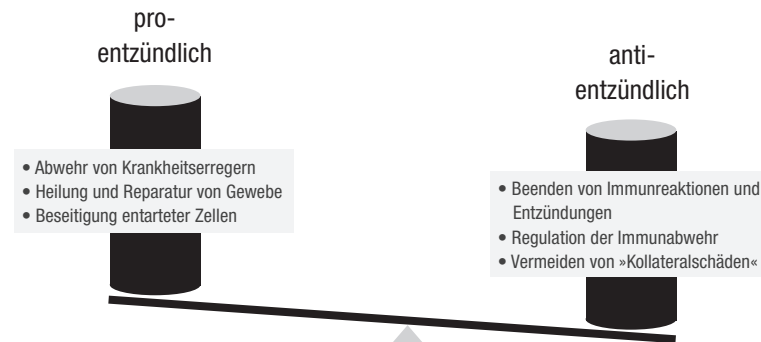 pro-
entzündlich
anti-
entzündlich
• Abwehr von Krankheitserregern
• Heilung und Reparatur von Gewebe
• Beseitigung entarteter Zellen
• Beenden von Immunreaktionen und
Entzündungen
• Regulation der Immunabwehr
• Vermeiden von »Kollateralschäden«